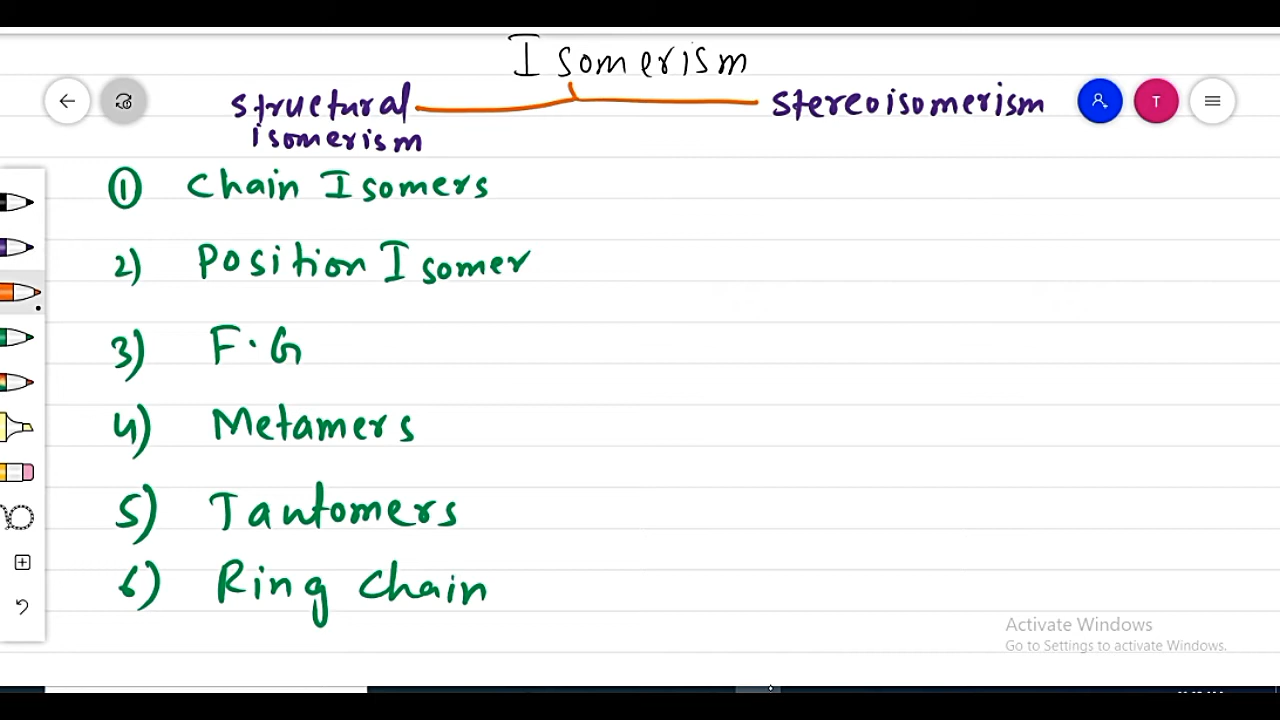 Isomerism
structural stereoisomerism
isomerism
T
① Chain Isomers
2) Position Isomer
3) F.G
4) Metamers
5) Tautomers
6) Ring Chain
Activate Windows
Go to Settings to activate Windows.